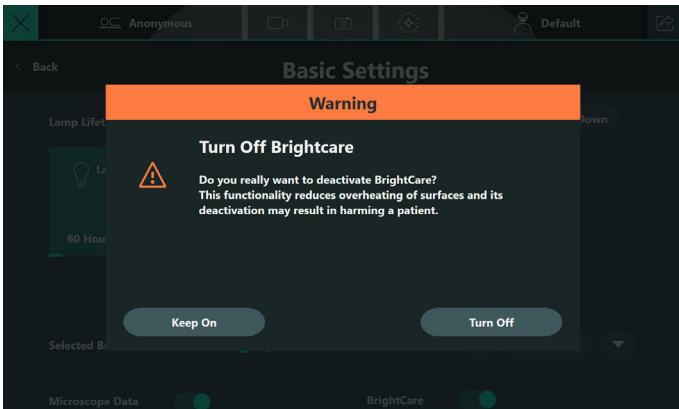 Anonymous
Default
Back
Basic Settings
Warning
Lamp Lifet
Down
Turn Off Brightcare
Do you really want to deactivate BrightCare?
This functionality reduces overheating of surfaces and its
deactivation may result in harming a patient.
60 Hou
Keep On
Turn Off
Selected B
Microscope Data
BrightCare